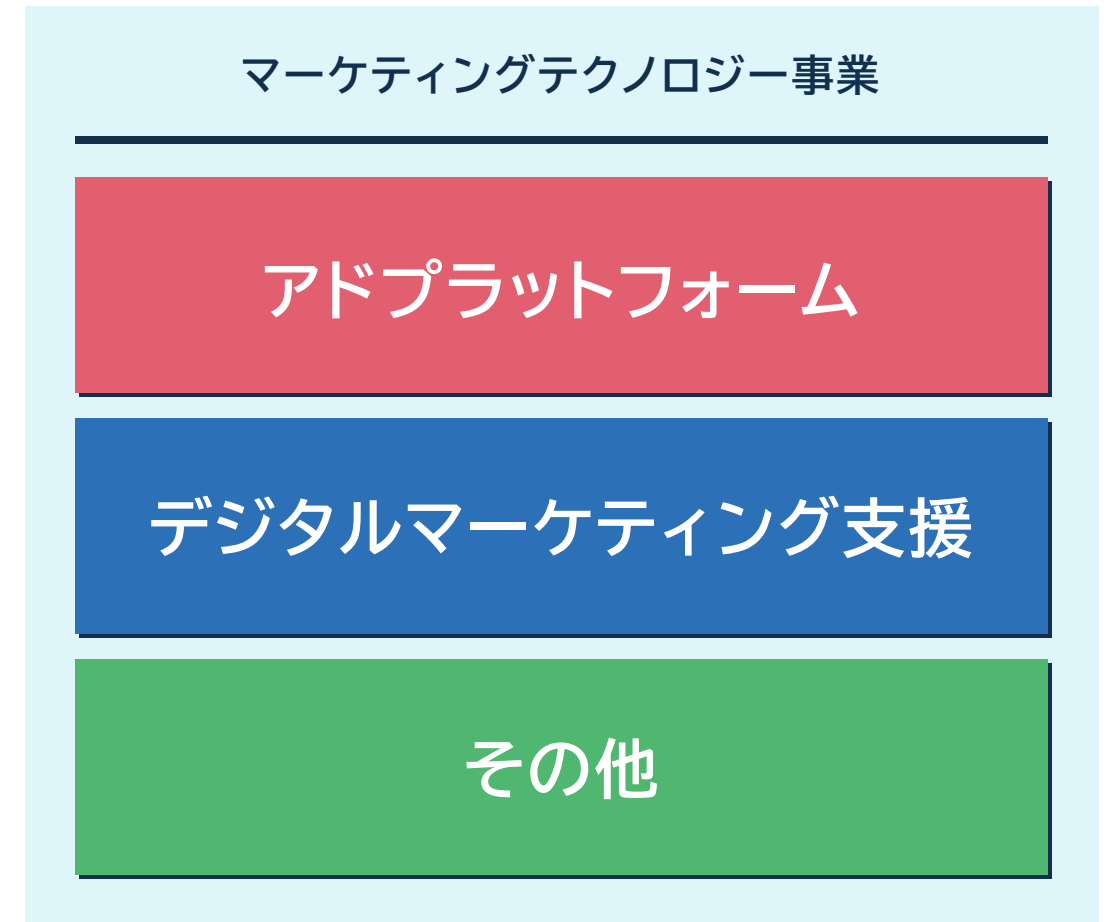 マーケティングテクノロジー事業
アドプラットフォーム
デジタルマーケティング支援
その他